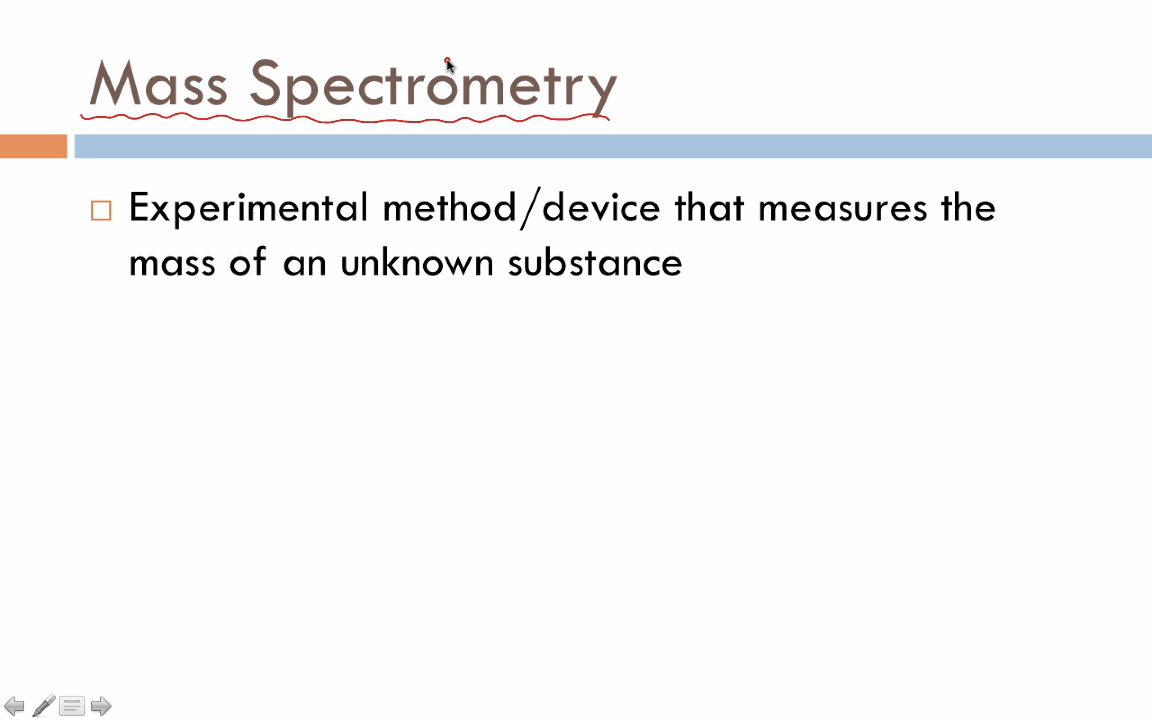 Mass Spectrometry
Experimental method/device that measures the
mass of an unknown substance